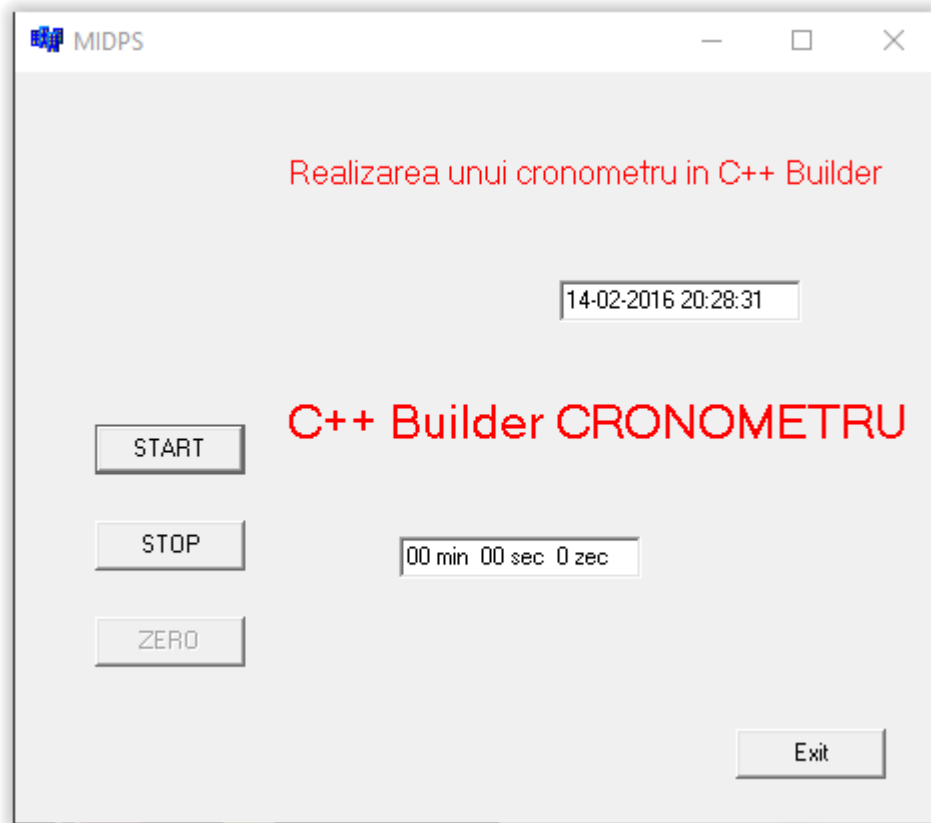 MIDPS
Realizarea unui cronometru in C++ Builder
14-02-2016 20:28:31
C++ Builder CRONOMETRU
START
STOP
00 min 00 sec 0 zec
ZERO
Exit